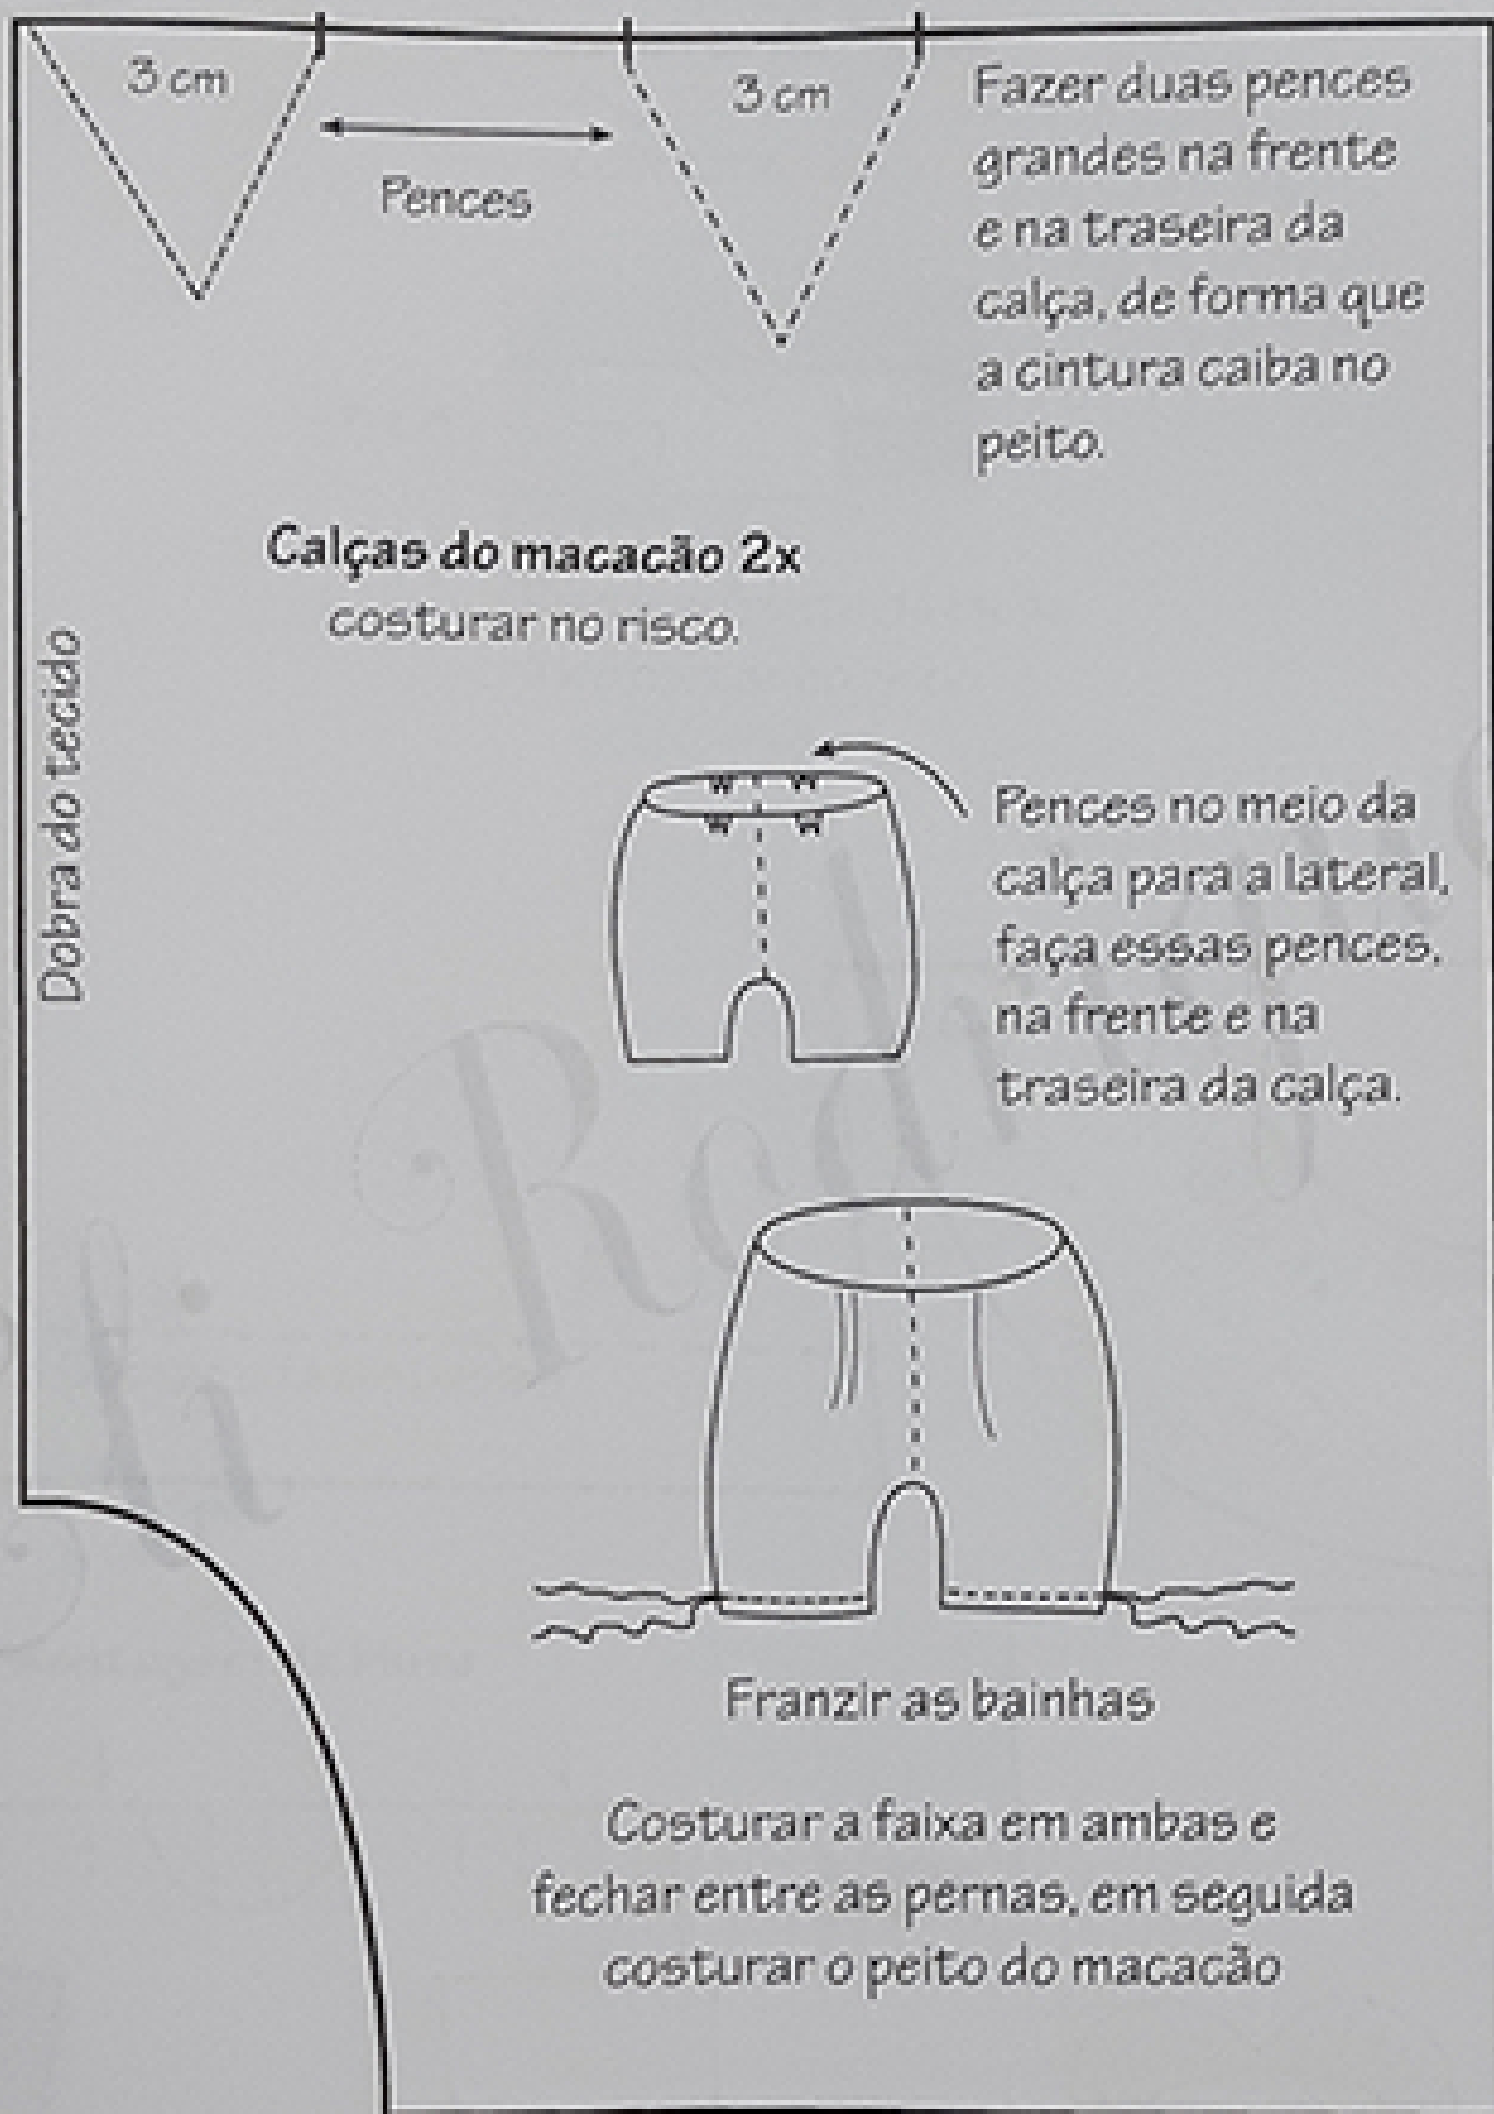 3 cm
3 cm
Pences
Fazer duas pences
grandes na frente
e na traseira da
calça, de forma que
a cintura caiba no
peito.
Calças do macacão 2x
costurar no risco.
Dobra do tecido
Pences no meio da
calça para a lateral,
faça essas pences,
na frente e na
traseira da calça.
Franzir as bainhas
Costurar a faixa em ambas e
fechar entre as pernas, em seguida
costurar o peito do macacão